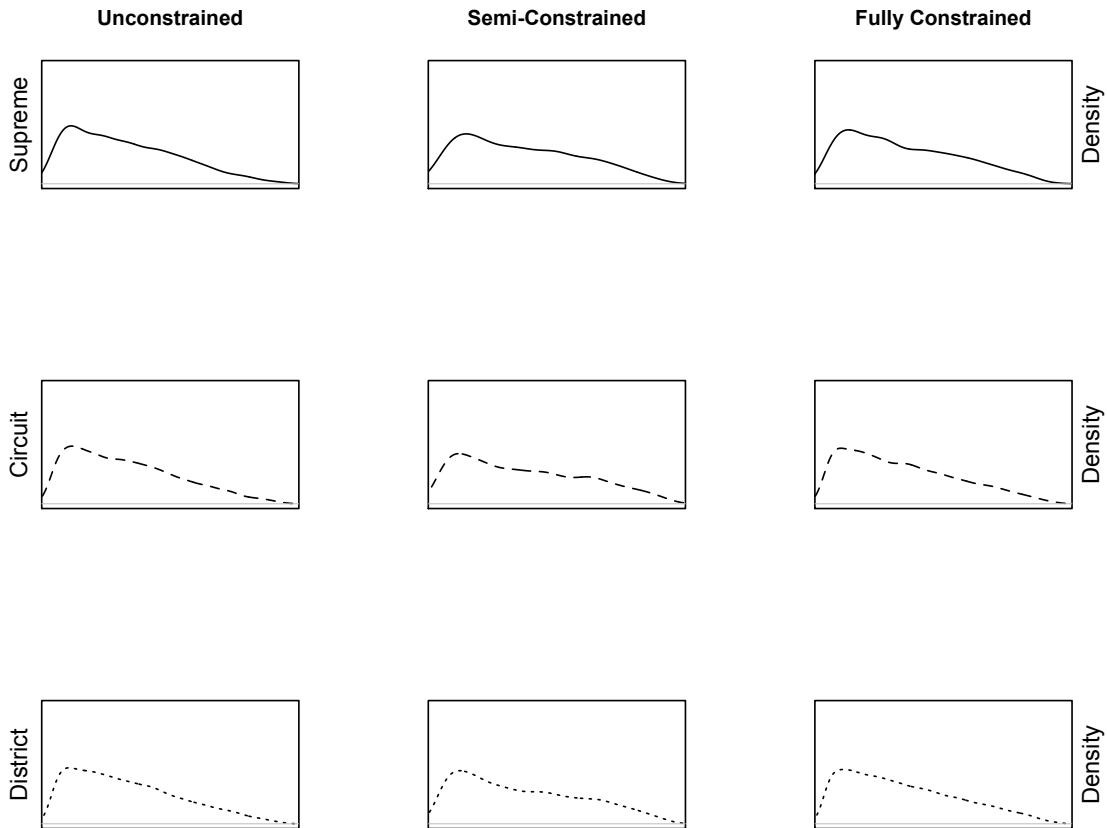 Unconstrained
Semi-Constrained
Fully Constrained
Supreme
Density
Circuit
Density
District
Density